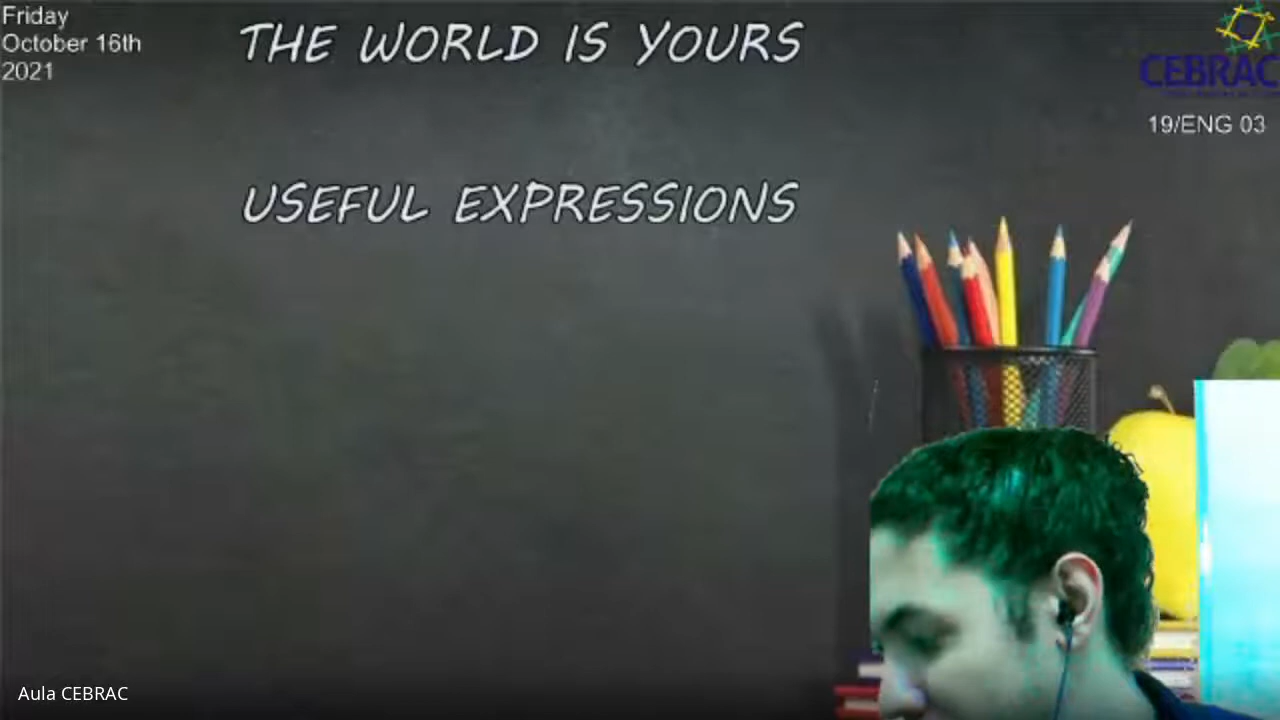 Friday
October 16th
2021
THE WORLD IS YOURS
CEBRAC
19/ENG 03
USEFUL EXPRESSIONS
Aula CEBRAC